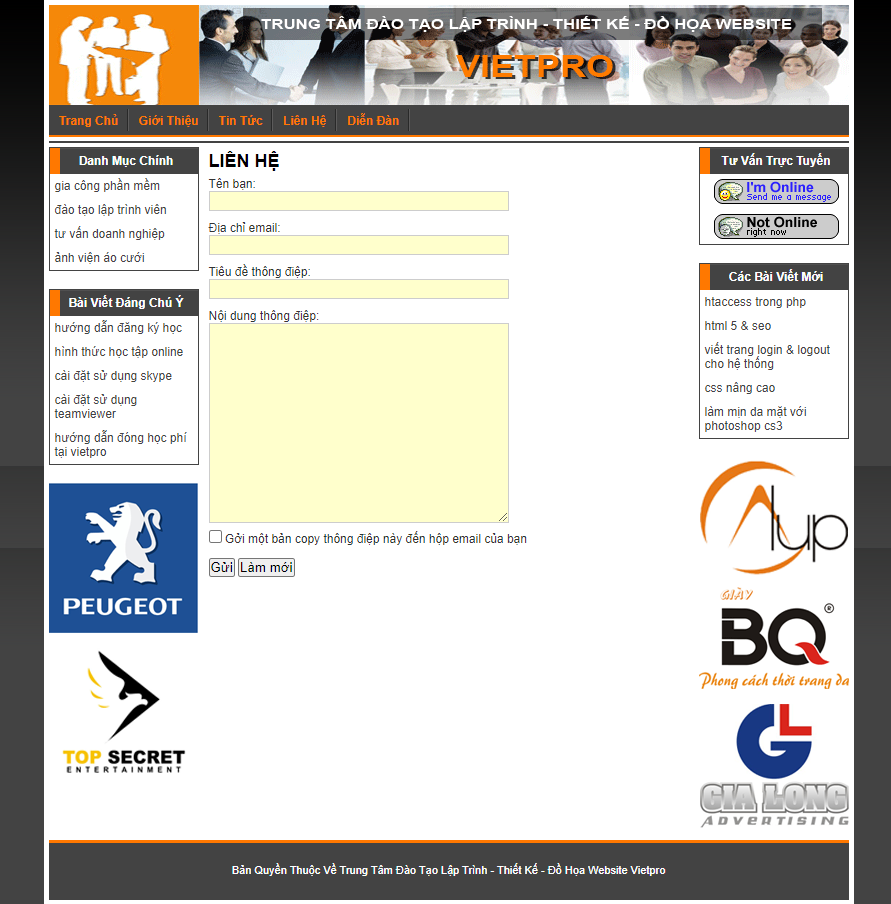 TRUNG TÂM ĐÀO TẠO LẬP TRÌNH - THIẾT KẾ - ĐỒ HỌA WEBSITE
VIETPRO
Trang Chủ
Giới Thiệu
Tin Tức
Liên Hệ
Diễn Đàn
Danh Mục Chính
gia công phần mềm
đào tạo lập trình viên
tư vấn doanh nghiệp
ảnh viện áo cưới
Bài Viết Đáng Chú Ý
hướng dẫn đăng ký học
hình thức học tập online
cài đặt sử dụng skype
cài đặt sử dụng
teamviewer
hướng dẫn đóng học phí
tại vietpro
PEUGEOT
TOP SECRET
ENTERTAINMENT
LIÊN HỆ
Tên bạn:
Địa chỉ email:
Tiêu đề thông điệp:
Nội dung thông điệp:
Gởi một bản copy thông điệp này đến hộp email của bạn
Gửi
Làm mới
Tư Vấn Trực Tuyến
I'm Online
Send me a message
Not Online
right now
Các Bài Viết Mới
htaccess trong php
html 5 & seo
viết trang login & logout
cho hệ thống
css nâng cao
làm mịn da mặt với
photoshop cs3
Alup
GIÀY
BQ®
Phong cách thời trang da
GL
GIA LONG
ADVERTISING
Bản Quyền Thuộc Về Trung Tâm Đào Tạo Lập Trình - Thiết Kế - Đồ Họa Website Vietpro